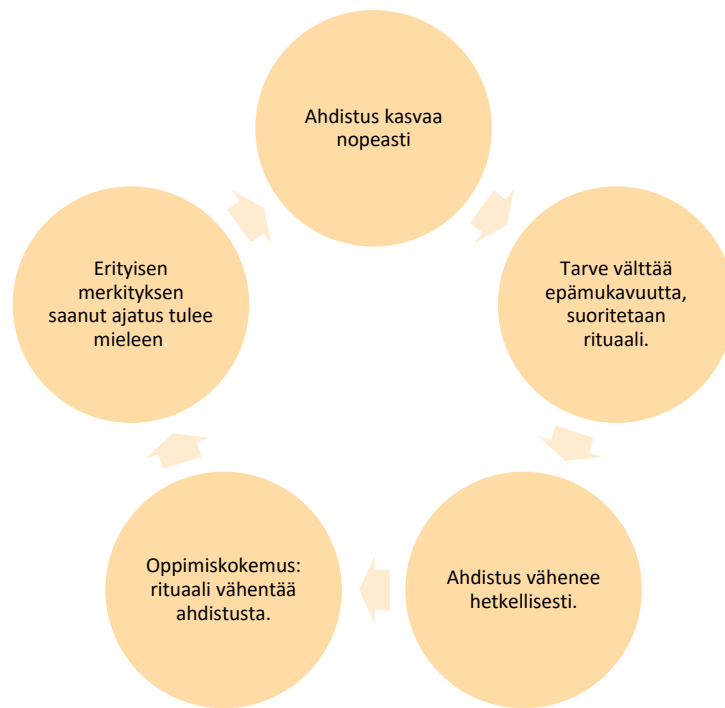 Ahdistus kasvaa
nopeasti
Tarve välttää
epämukavuutta,
suoritetaan
rituaali.
Ahdistus vähenee
hetkellisesti.
Oppimiskokemus:
rituaali vähentää
ahdistusta.
Erityisen
merkityksen
saanut ajatus tulee
mieleen